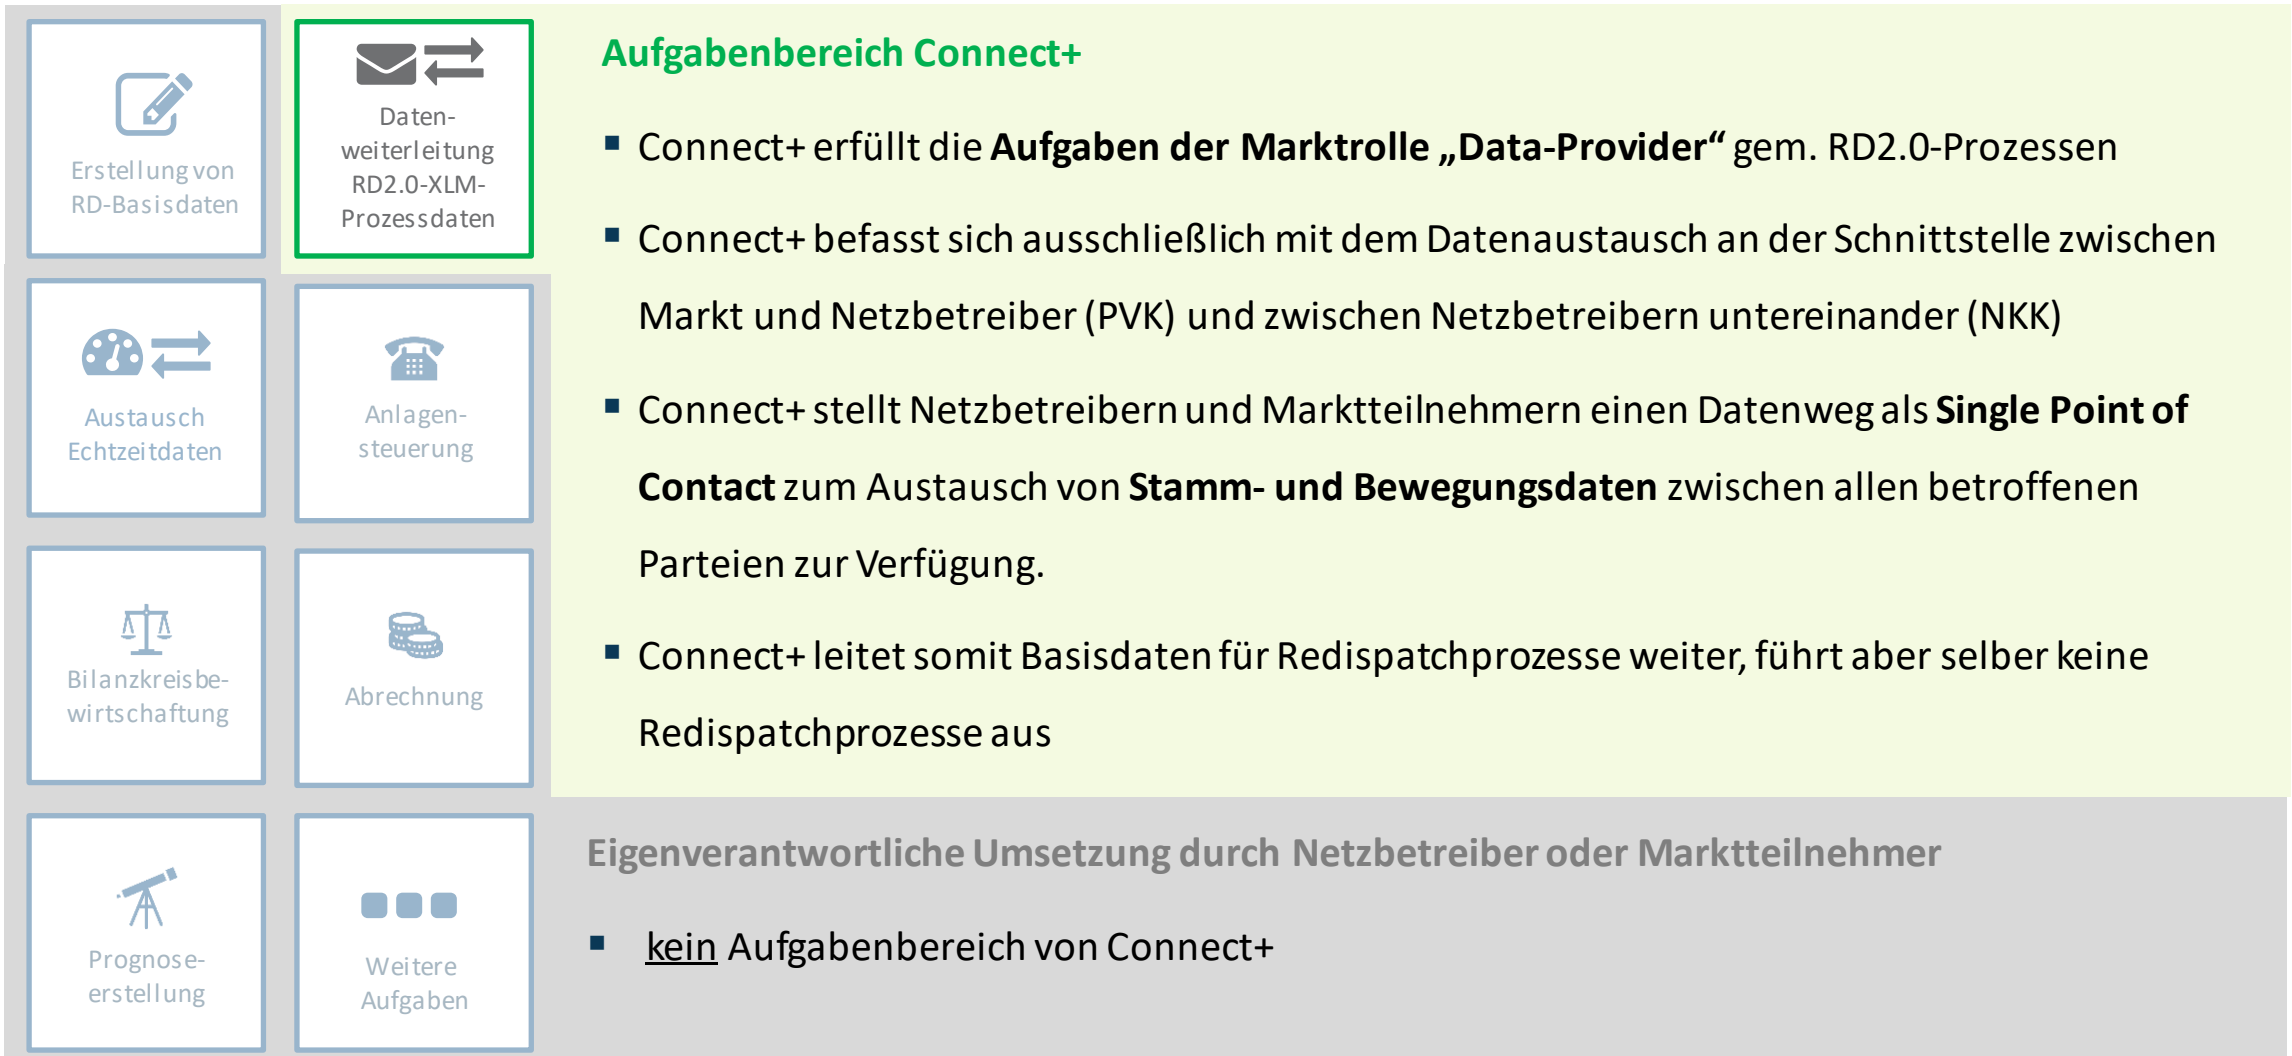 Erstellung von
RD-Basisdaten
Daten-
weiterleitung
RD2.0-XLM-
Prozessdaten
Austausch
Echtzeitdaten
Anlagen-
steuerung
Bilanzkreisbe-
wirtschaftung
Abrechnung
Prognose-
erstellung
Weitere
Aufgaben
Aufgabenbereich Connect+
▪ Connect+ erfüllt die Aufgaben der Marktrolle „Data-Provider“ gem. RD2.0-Prozessen
▪ Connect+ befasst sich ausschließlich mit dem Datenaustausch an der Schnittstelle zwischen
Markt und Netzbetreiber (PVK) und zwischen Netzbetreibern untereinander (NKK)
▪ Connect+ stellt Netzbetreibern und Marktteilnehmern einen Datenweg als Single Point of
Contact zum Austausch von Stamm- und Bewegungsdaten zwischen allen betroffenen
Parteien zur Verfügung.
▪ Connect+ leitet somit Basisdaten für Redispatchprozesse weiter, führt aber selber keine
Redispatchprozesse aus
Eigenverantwortliche Umsetzung durch Netzbetreiber oder Marktteilnehmer
▪ kein Aufgabenbereich von Connect+